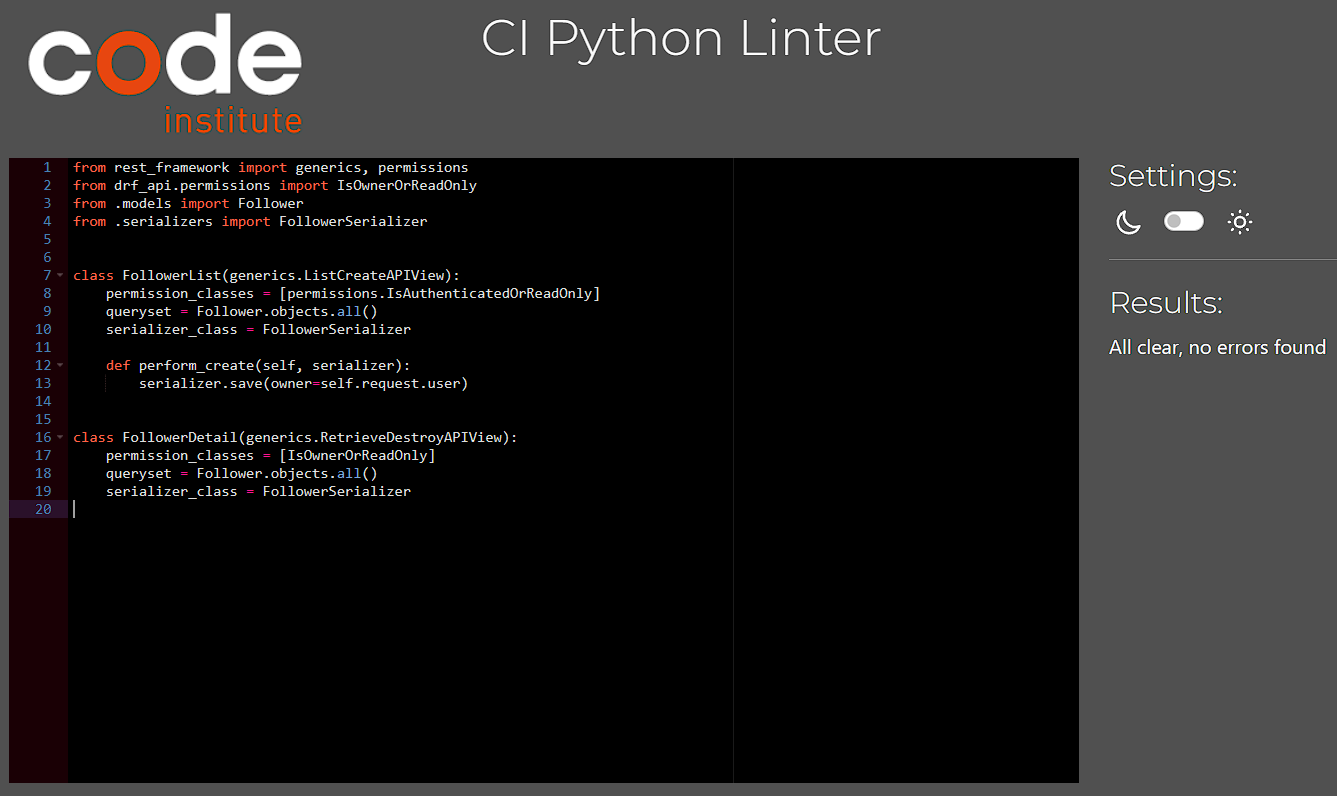 code
institute
CI Python Linter
1 from rest_framework import generics, permissions
2 from drf_api.permissions import IsOwnerOrReadOnly
3 from .models import Follower
4 from .serializers import FollowerSerializer
5
6
7 class FollowerList(generics.ListCreateAPIView):
8     permission_classes = [permissions.IsAuthenticatedOrReadOnly]
9     queryset = Follower.objects.all()
10     serializer_class = FollowerSerializer
11
12     def perform_create(self, serializer):
13         serializer.save(owner=self.request.user)
14
15
16 class FollowerDetail(generics.RetrieveDestroyAPIView):
17     permission_classes = [IsOwnerOrReadOnly]
18     queryset = Follower.objects.all()
19     serializer_class = FollowerSerializer
20
Settings:
Results:
All clear, no errors found